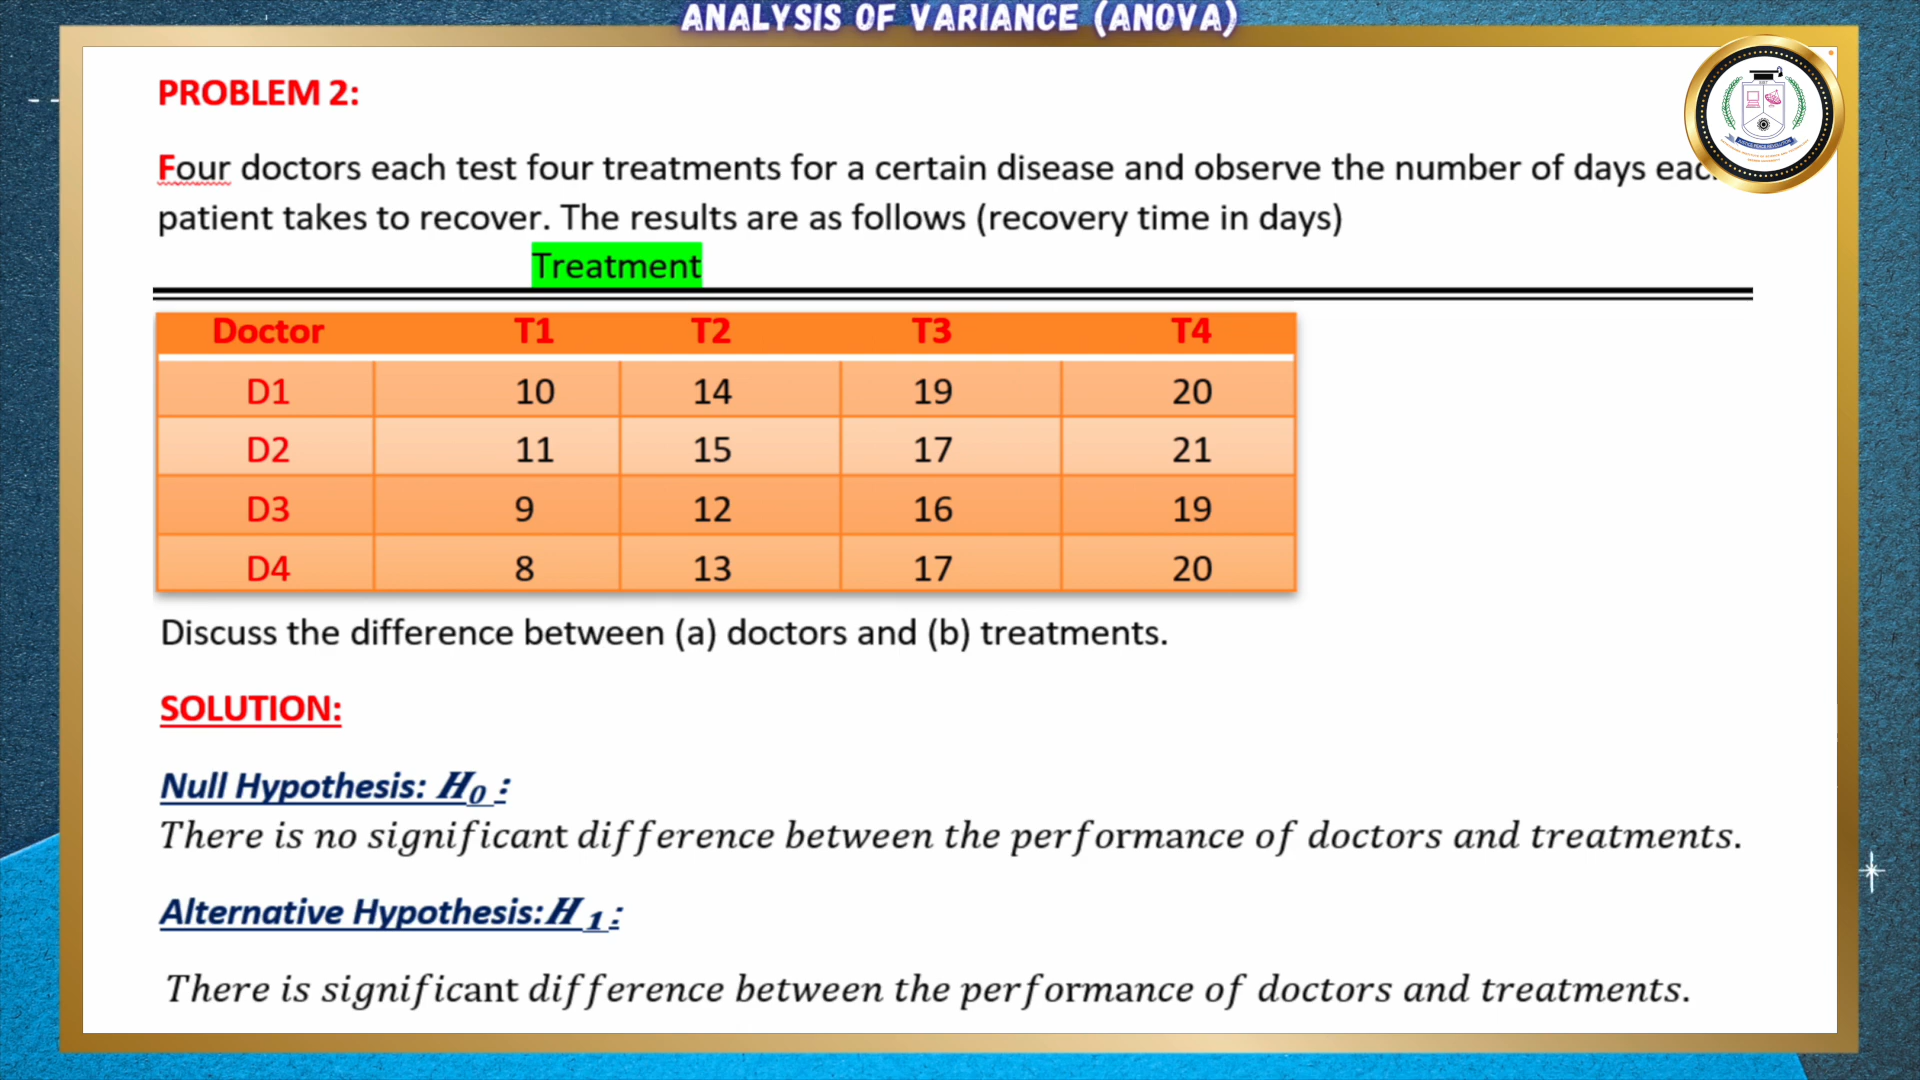 ANALYSIS OF VARIANCE (ANOVA)
PROBLEM 2:
Four doctors each test four treatments for a certain disease and observe the number of days
patient takes to recover. The results are as follows (recovery time in days)
Treatment
Doctor T1 T2 T3 T4
D1 10 14 19 20
D2 11 15 17 21
D3 9 12 16 19
D4 8 13 17 20
Discuss the difference between (a) doctors and (b) treatments.
SOLUTION:
Null Hypothesis: H₀ :
There is no significant difference between the performance of doctors and treatments.
Alternative Hypothesis:H ₁ :
There is significant difference between the performance of doctors and treatments.